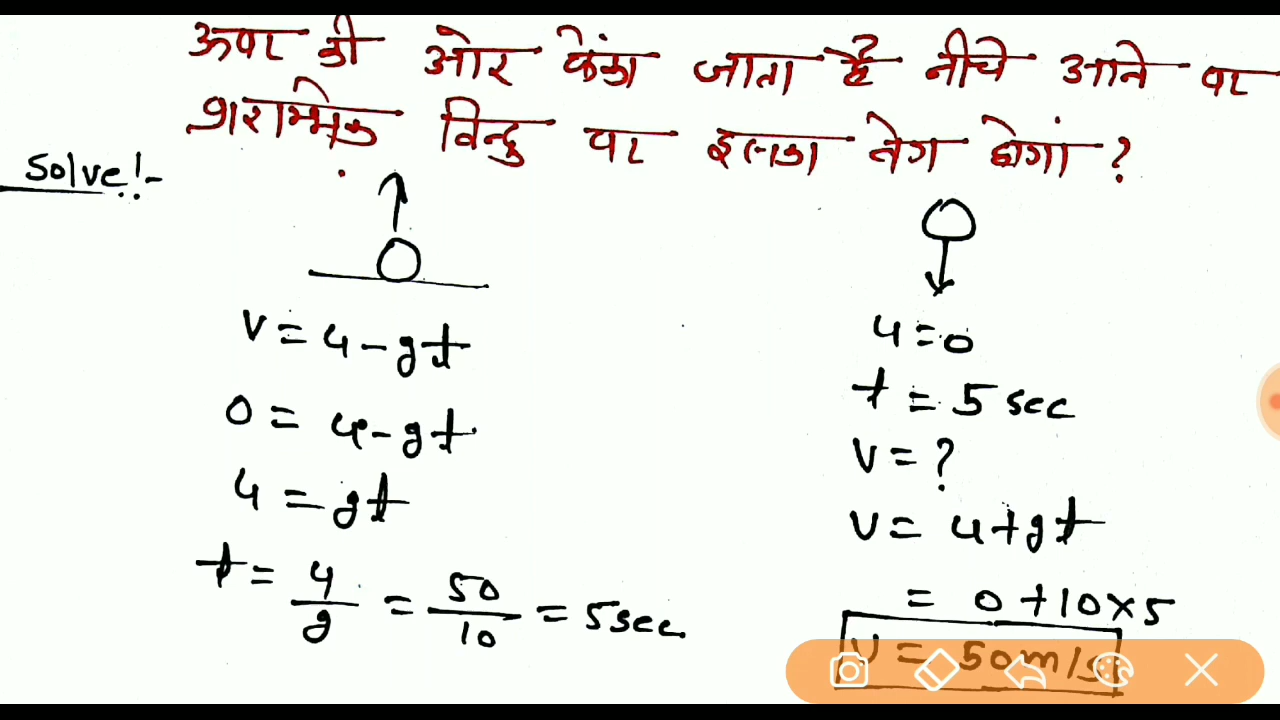 ऊपर की ओर फेंका जाता है नीचे आने पर
प्रारम्भिक बिन्दु पर इसका वेग होगा ?
Solve!-
V = u - gt
0 = u - gt
u = gt
t = u/g = 50/10 = 5 sec
u = 0
t = 5 sec
V = ?
V = u + gt
= 0 + 10 × 5
V = 50 m/s